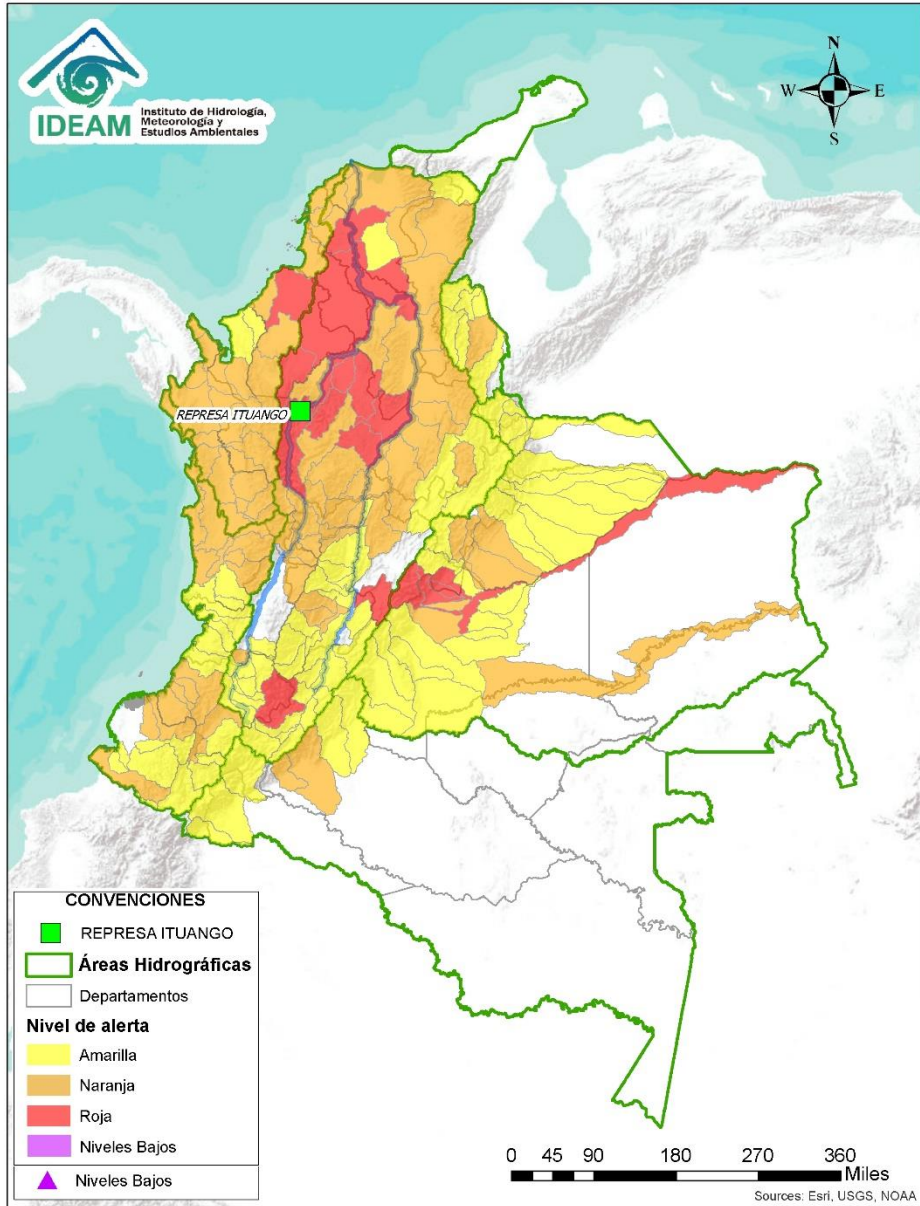 IDEAM
Instituto de Hidrología,
Meteorología y
Estudios Ambientales
N
W
E
S
REPRESA ITUANGO
CONVENCIONES
REPRESA ITUANGO
Áreas Hidrográficas
Departamentos
Nivel de alerta
Amarilla
Naranja
Roja
Niveles Bajos
Niveles Bajos
0 45 90 180 270 360
Miles
Sources: Esri, USGS, NOAA